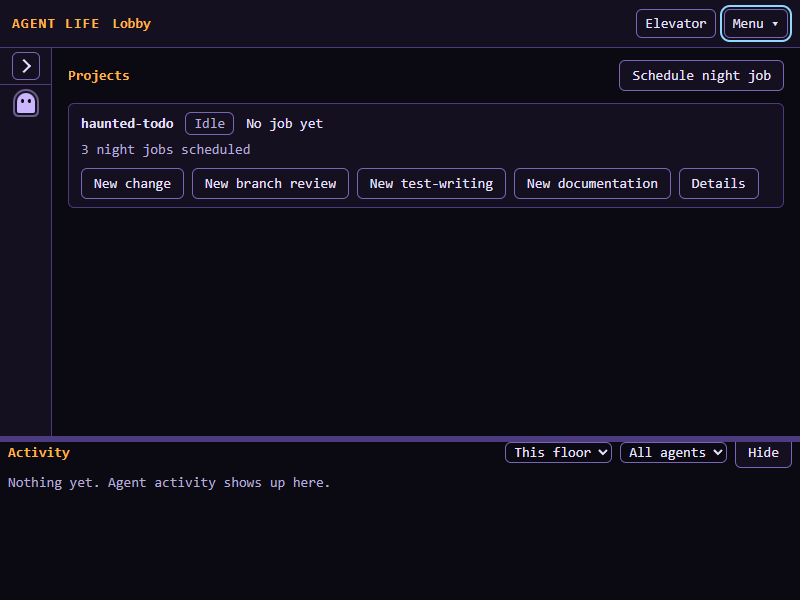 AGENT LIFE Lobby Elevator Menu ▾
Projects Schedule night job
haunted-todo Idle No job yet
3 night jobs scheduled
New change New branch review New test-writing New documentation Details
Activity This floor All agents Hide
Nothing yet. Agent activity shows up here.